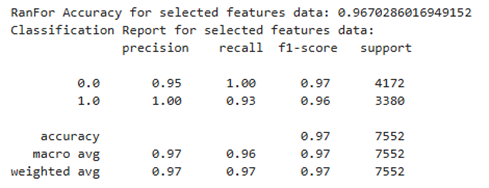 RanFor Accuracy for selected features data: 0.9670286016949152
Classification Report for selected features data:
precision recall f1-score support
0.0 0.95 1.00 0.97 4172
1.0 1.00 0.93 0.96 3380
accuracy 0.97 7552
macro avg 0.97 0.96 0.97 7552
weighted avg 0.97 0.97 0.97 7552